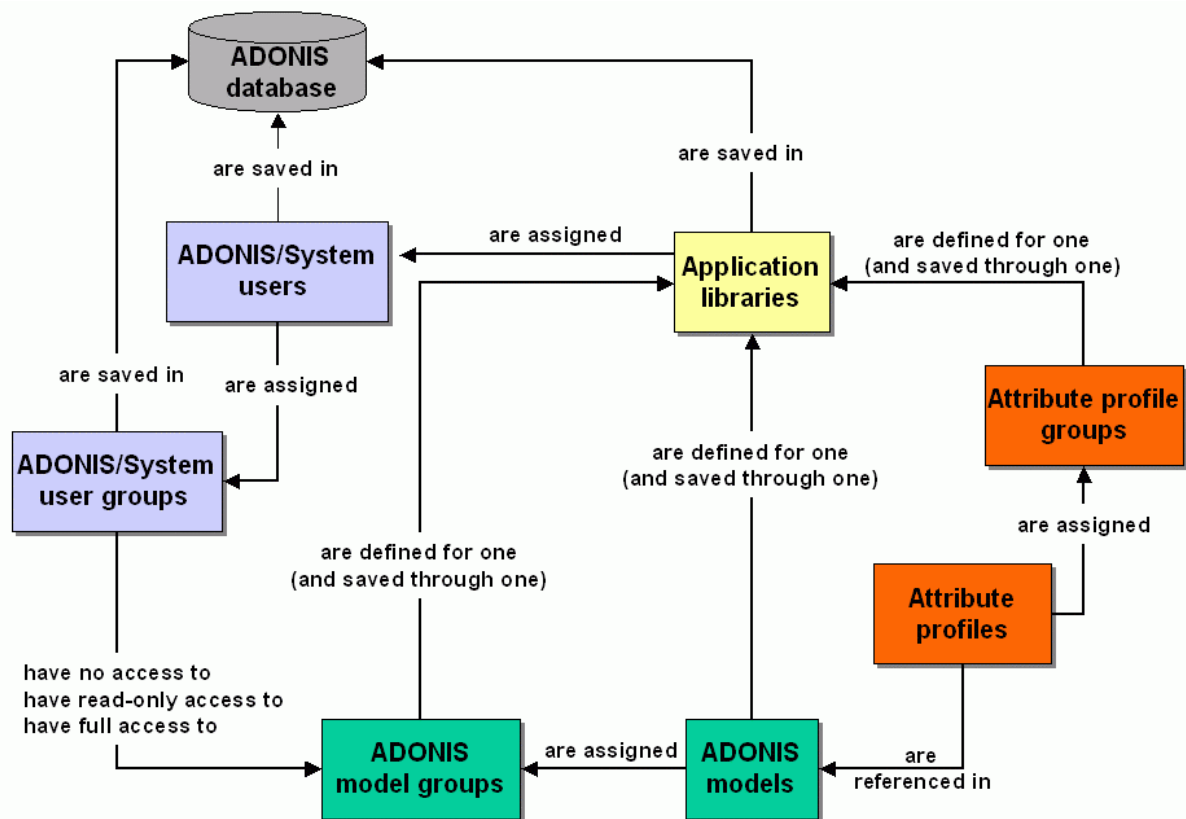 ADONIS
database
are saved in
are saved in
ADONIS/System
users
are assigned
Application
libraries
are defined for one
(and saved through one)
are saved in
are assigned
Attribute profile
groups
ADONIS/System
user groups
are defined for one
(and saved through one)
are assigned
are defined for one
(and saved through one)
Attribute
profiles
have no access to
have read-only access to
have full access to
ADONIS
model groups
are assigned
ADONIS
models
are
referenced in